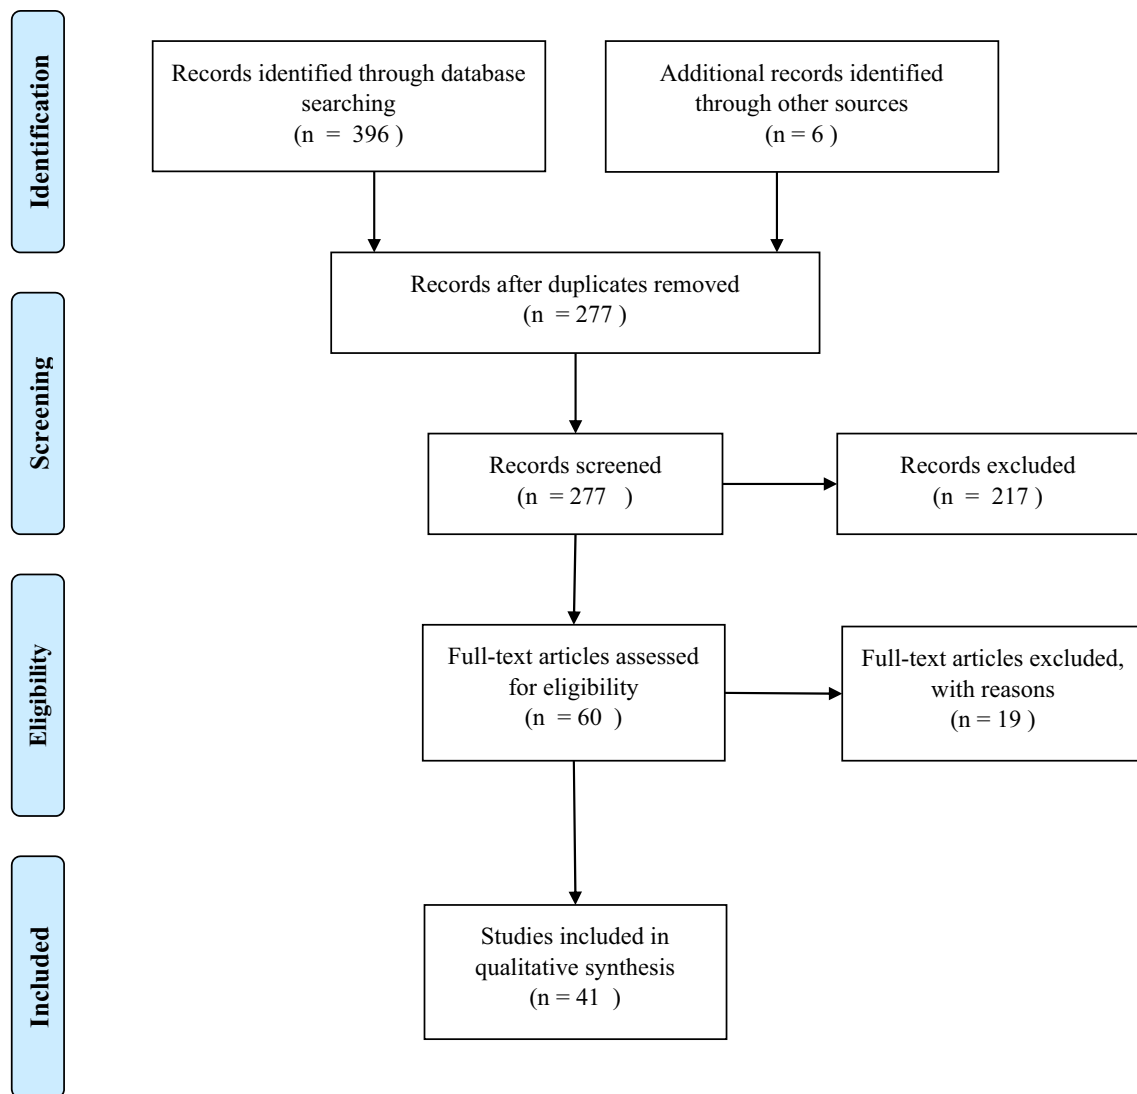 Identification
Records identified through database
searching
(n = 396 )
Additional records identified
through other sources
(n = 6 )
Records after duplicates removed
(n = 277 )
Screening
Records screened
(n = 277 )
Records excluded
(n = 217 )
Eligibility
Full-text articles assessed
for eligibility
(n = 60 )
Full-text articles excluded,
with reasons
(n = 19 )
Included
Studies included in
qualitative synthesis
(n = 41 )